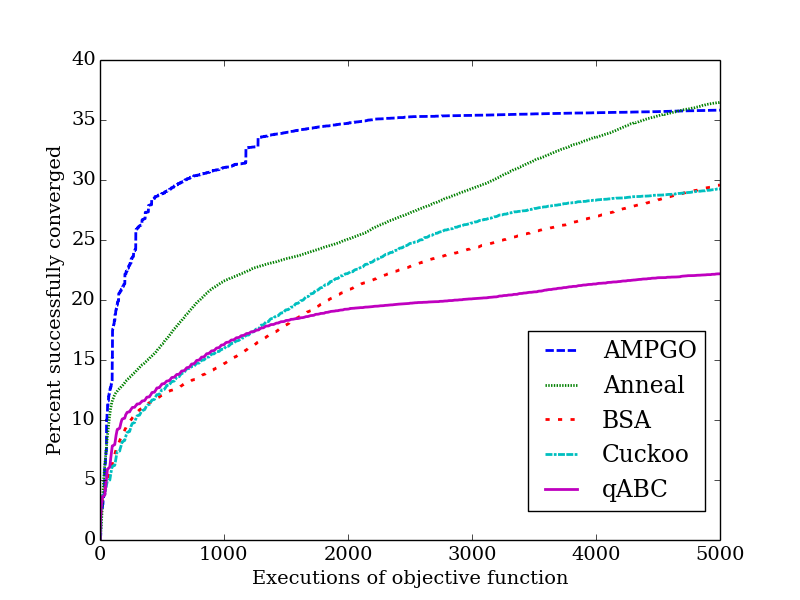 40
35
30
25
20
15
10
5
0
Percent successfully converged
AMPGO
Anneal
BSA
Cuckoo
qABC
0 1000 2000 3000 4000 5000
Executions of objective function